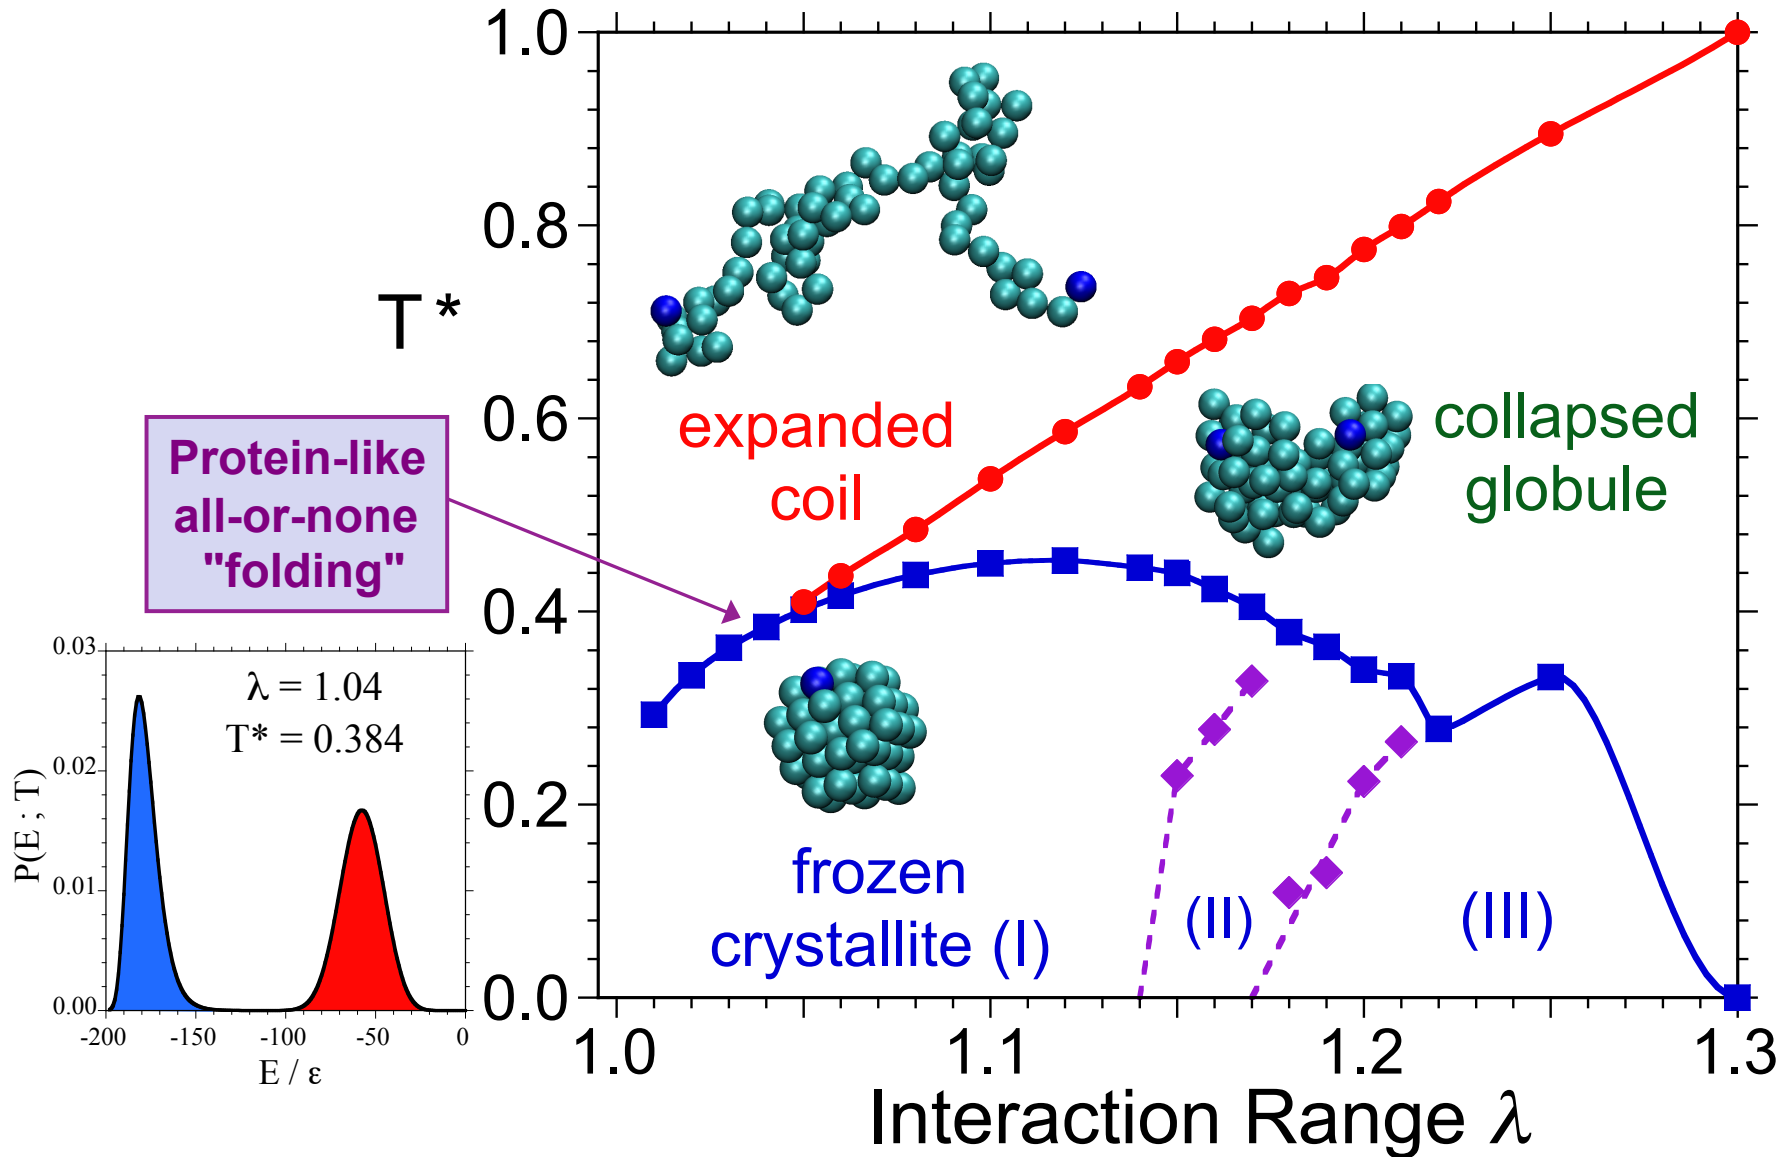 1.0
0.8
T*
0.6
0.4
0.2
0.0
1.0
1.1
1.2
1.3
Interaction Range λ
expanded
coil
collapsed
globule
frozen
crystallite (I)
(II)
(III)
Protein-like
all-or-none
"folding"
0.03
0.02
0.01
0.00
P(E ; T)
λ = 1.04
T* = 0.384
-200
-150
-100
-50
0
E / ε